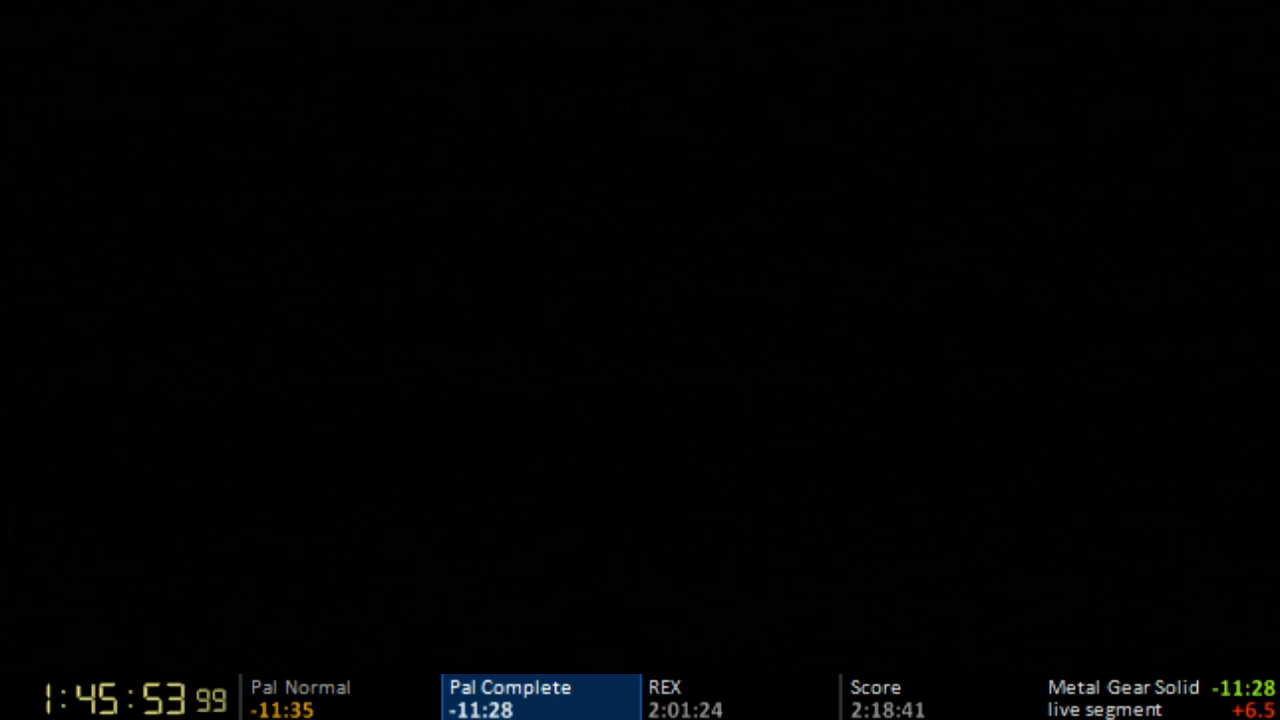 1:45:53 99
Pal Normal
-11:35
Pal Complete
-11:28
REX
2:01:24
Score
2:18:41
Metal Gear Solid -11:28
live segment +6.5